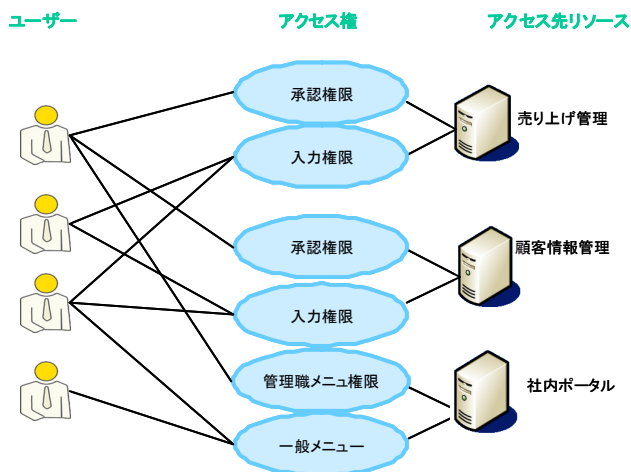 ユーザー
アクセス権
アクセス先リソース
承認権限
売り上げ管理
入力権限
承認権限
顧客情報管理
入力権限
管理職メニュ権限
社内ポータル
一般メニュー